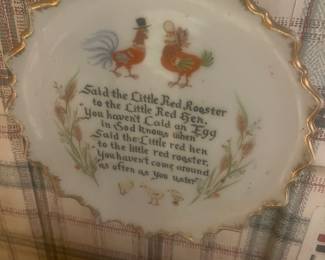 Said the Little Red Rooster
to the Little Red Hen,
"You haven't Laid an Egg
in God knows when"
Said the Little red hen
to the little red rooster,
"You haven't come around
as often as you uster"